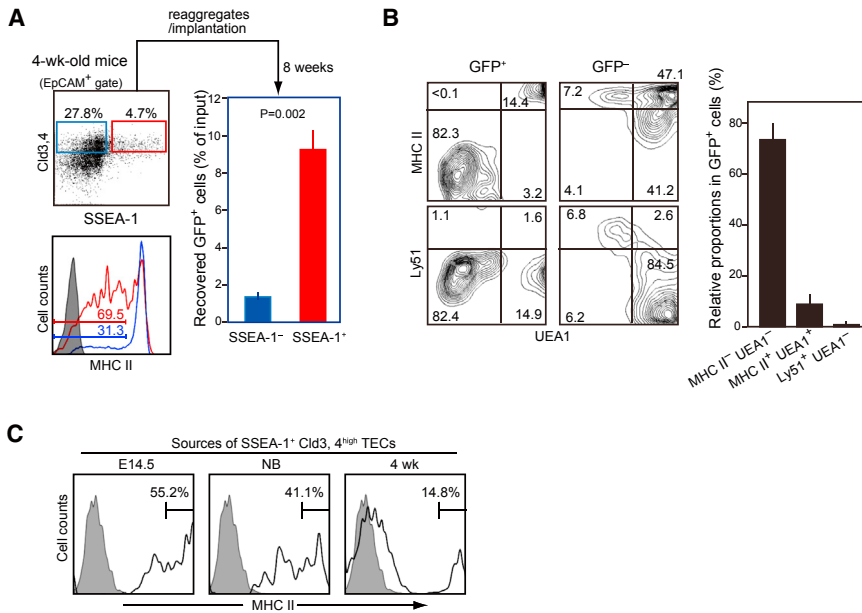 A
reaggregates
/implantation
4-wk-old mice
(EpCAM⁺ gate)
8 weeks
27.8%
4.7%
Cld3,4
SSEA-1
Cell counts
69.5
31.3
MHC II
Recovered GFP⁺ cells (% of input)
12
10
8
6
4
2
0
P=0.002
SSEA-1⁻
SSEA-1⁺
B
GFP⁺
GFP⁻
47.1
<0.1
14.4
7.2
MHC II
82.3
3.2
4.1
41.2
1.1
1.6
6.8
2.6
Ly51
84.5
82.4
14.9
6.2
UEA1
Relative proportions in GFP⁺ cells (%)
80
60
40
20
0
MHC II⁻ UEA1⁻
MHC II⁺ UEA1⁺
Ly51⁺ UEA1⁻
C
Sources of SSEA-1⁺ Cld3, 4ʰⁱᵍʰ TECs
E14.5
NB
4 wk
55.2%
41.1%
14.8%
Cell counts
MHC II